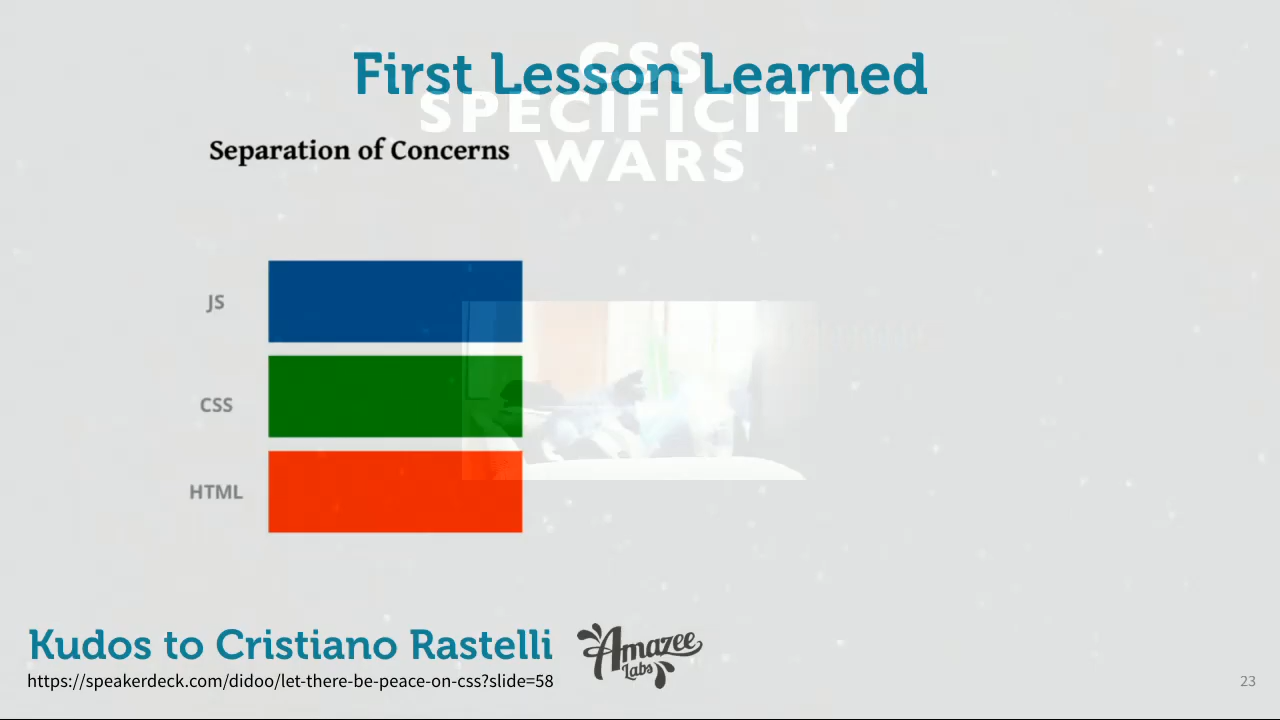 First Lesson Learned
CSS
SPECIFICITY
WARS
Separation of Concerns
JS
CSS
HTML
Kudos to Cristiano Rastelli
https://speakerdeck.com/didoo/let-there-be-peace-on-css?slide=58
Amazee
Labs
23